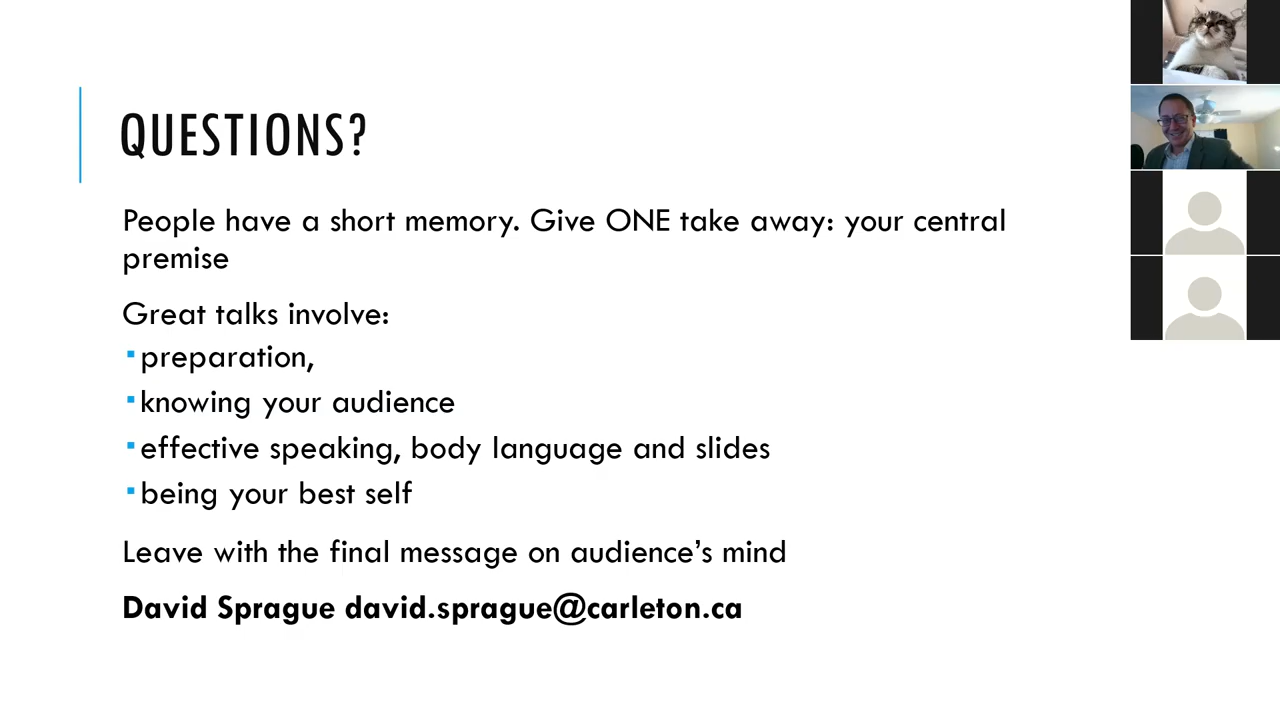 QUESTIONS?
People have a short memory. Give ONE take away: your central
premise
Great talks involve:
preparation,
knowing your audience
effective speaking, body language and slides
being your best self
Leave with the final message on audience’s mind
David Sprague david.sprague@carleton.ca